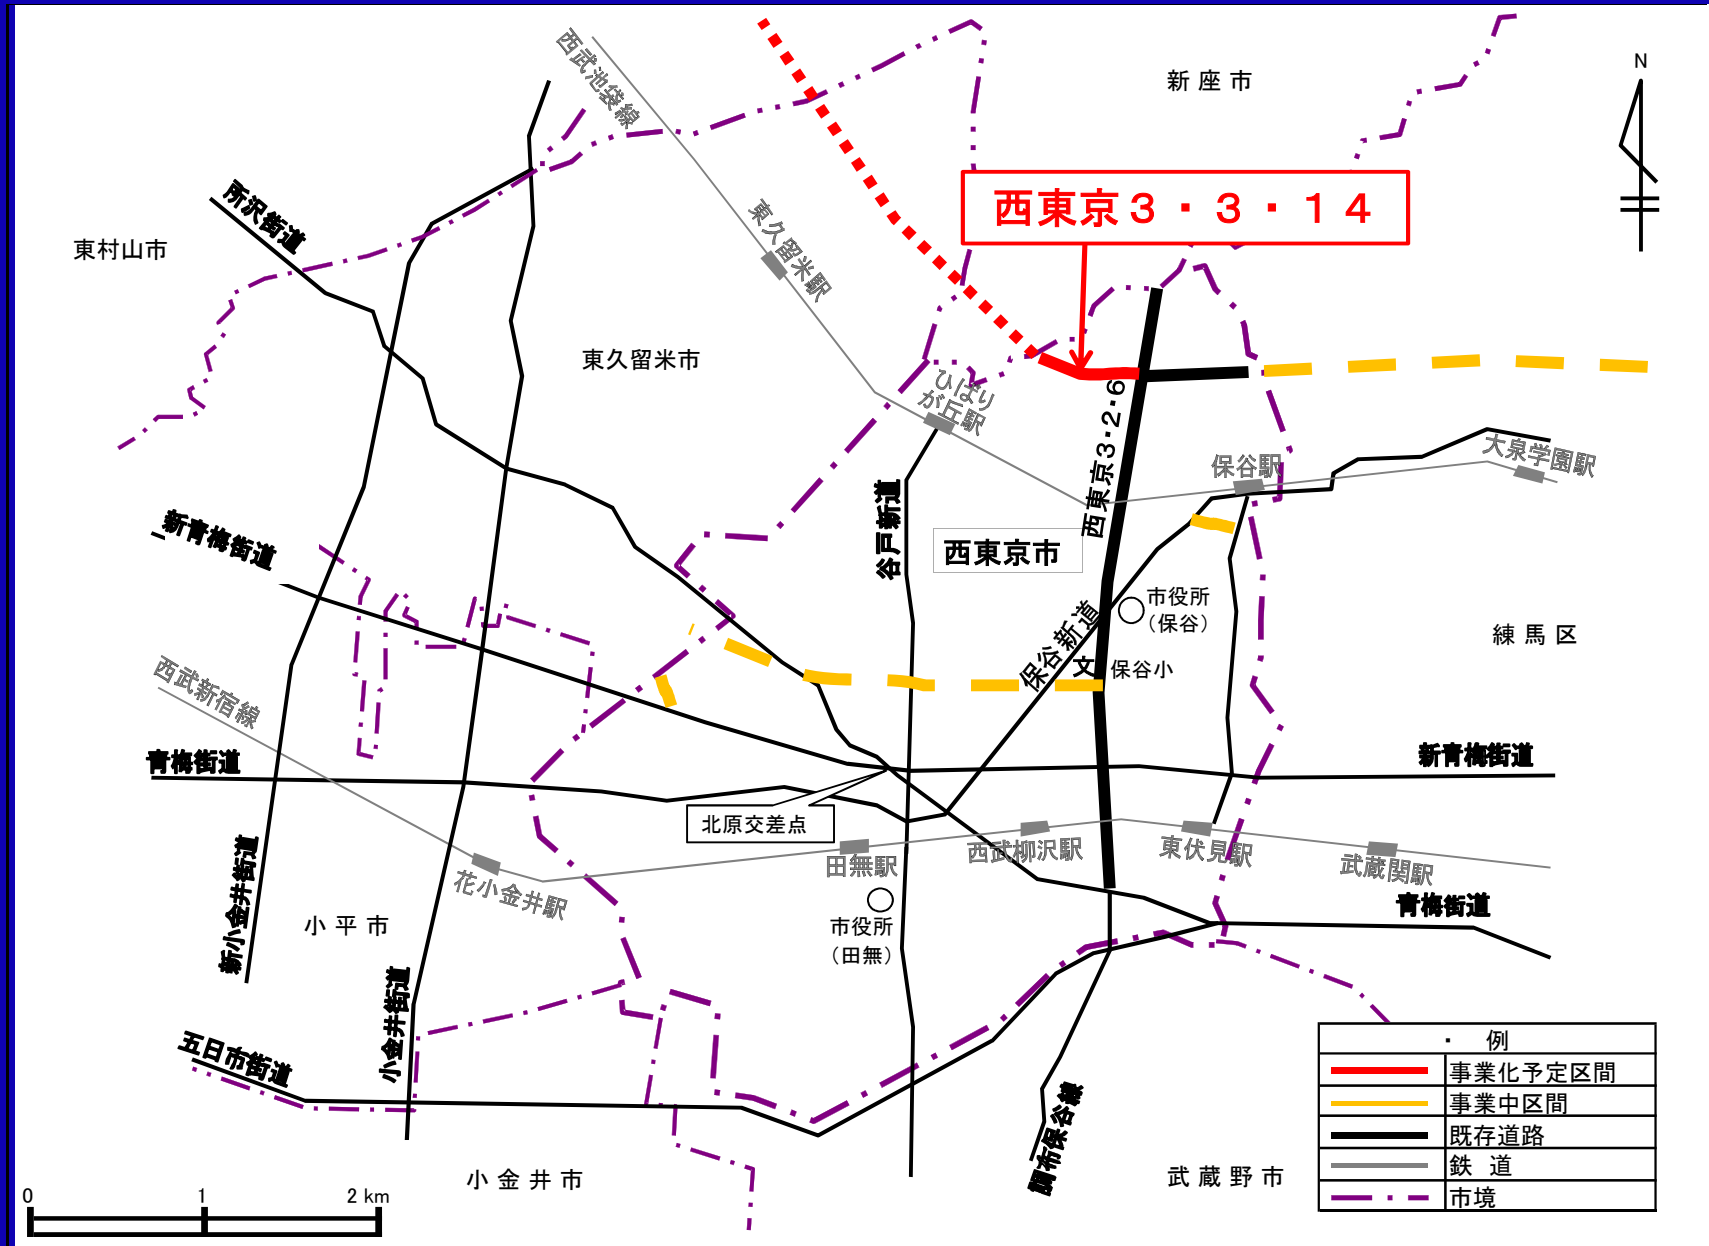 新座市
N
西武池袋線
西東京３・３・１４
所沢街道
東久留米駅
東村山市
東久留米市
ひばり
が丘駅
西東京3・2・6
大泉学園駅
保谷駅
谷戸新道
新青梅街道
西東京市
市役所
（保谷）
保谷新道
練馬区
文
保谷小
西武新宿線
青梅街道
新青梅街道
北原交差点
田無駅
西武柳沢駅
東伏見駅
武蔵関駅
花小金井駅
新小金井街道
小平市
市役所
（田無）
青梅街道
小金井街道
五日市街道
調布保谷線
小金井市
武蔵野市
・ 例
事業化予定区間
事業中区間
既存道路
鉄 道
市境
0 1 2 km